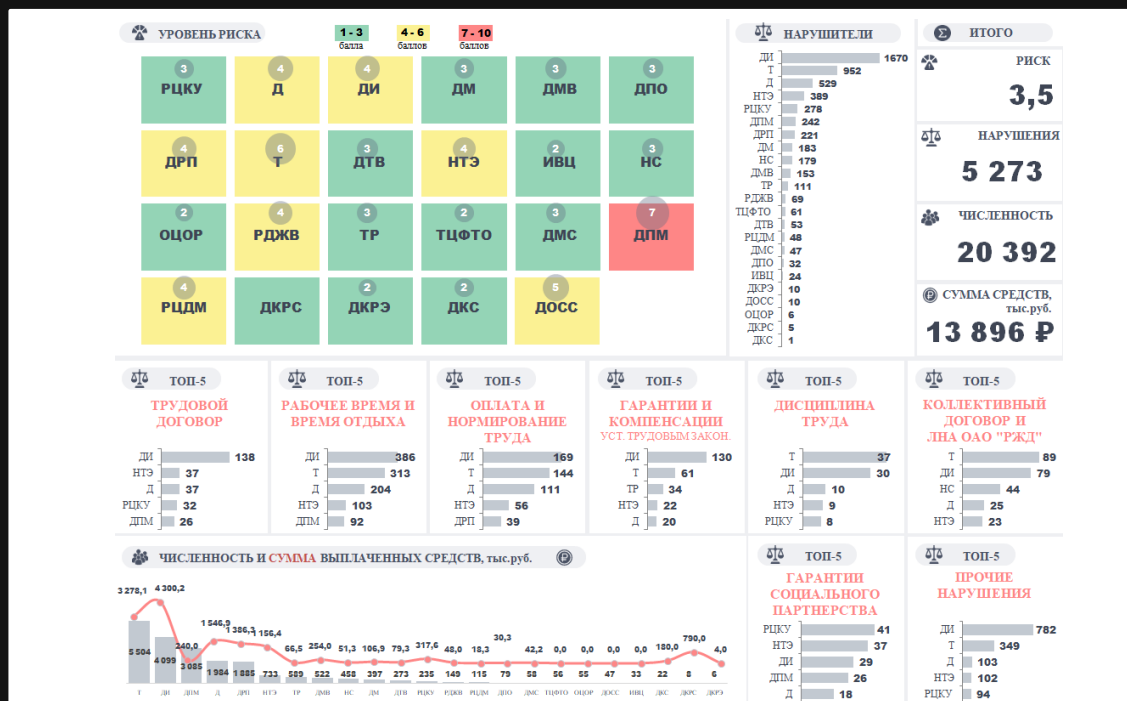 УРОВЕНЬ РИСКА
1 - 3
балла
4 - 6
баллов
7 - 10
баллов
3
РЦКУ
4
Д
4
ДИ
3
ДМ
3
ДМВ
3
ДПО
4
ДРП
6
Т
3
ДТВ
4
НТЭ
2
ИВЦ
3
НС
2
ОЦОР
4
РДЖВ
3
ТР
2
ТЦФТО
3
ДМС
7
ДПМ
4
РЦДМ
ДКРС
2
ДКРЭ
2
ДКС
5
ДОСС
НАРУШИТЕЛИ
ДИ 1670
Т 952
Д 529
НТЭ 389
РЦКУ 278
ДПМ 242
ДРП 221
ДМ 183
НС 179
ДМВ 153
ТР 111
РДЖВ 69
ТЦФТО 61
ДТВ 53
РЦДМ 48
ДМС 47
ДПО 32
ИВЦ 24
ДКРЭ 10
ДОСС 10
ОЦОР 6
ДКРС 5
ДКС 1
Σ ИТОГО
РИСК
3,5
НАРУШЕНИЯ
5 273
ЧИСЛЕННОСТЬ
20 392
₽ СУММА СРЕДСТВ,
тыс.руб.
13 896 ₽
ТОП-5
ТРУДОВОЙ
ДОГОВОР
ДИ 138
НТЭ 37
Д 37
РЦКУ 32
ДПМ 26
ТОП-5
РАБОЧЕЕ ВРЕМЯ И
ВРЕМЯ ОТДЫХА
ДИ 386
Т 313
Д 204
НТЭ 103
ДПМ 92
ТОП-5
ОПЛАТА И
НОРМИРОВАНИЕ
ТРУДА
ДИ 169
Т 144
Д 111
НТЭ 56
ДРП 39
ТОП-5
ГАРАНТИИ И
КОМПЕНСАЦИИ
УСТ. ТРУДОВЫМ ЗАКОН.
ДИ 130
Т 61
ТР 34
НТЭ 22
Д 20
ТОП-5
ДИСЦИПЛИНА
ТРУДА
Т 37
ДИ 30
Д 10
НТЭ 9
РЦКУ 8
ТОП-5
КОЛЛЕКТИВНЫЙ
ДОГОВОР И
ЛНА ОАО "РЖД"
Т 89
ДИ 79
НС 44
Д 25
НТЭ 23
ЧИСЛЕННОСТЬ И СУММА ВЫПЛАЧЕННЫХ СРЕДСТВ, тыс.руб. ₽
3 278,1 4 300,2 240,0 1 546,9 1 386,3 1 156,4 66,5 254,0 51,3 106,9 79,3 317,6 48,0 18,3 30,3 42,2 0,0 0,0 0,0 0,0 180,0 790,0 4,0
5 504 4 099 3 085 1 984 1 885 733 589 522 458 397 273 235 149 115 79 58 56 55 47 33 22 8 6
Т ДИ ДПМ Д ДРП НТЭ ТР ДМВ НС ДМ ДТВ РЦКУ РДЖВ РЦДМ ДПО ДМС ТЦФТО ОЦОР ДОСС ИВЦ ДКС ДКРС ДКРЭ
ТОП-5
ГАРАНТИИ
СОЦИАЛЬНОГО
ПАРТНЕРСТВА
РЦКУ 41
НТЭ 37
ДИ 29
ДПМ 26
Д 18
ТОП-5
ПРОЧИЕ
НАРУШЕНИЯ
ДИ 782
Т 349
Д 103
НТЭ 102
РЦКУ 94